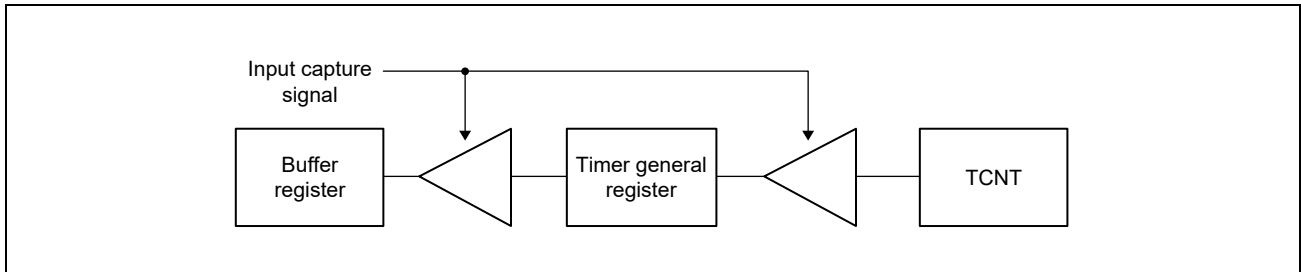 Input capture
signal
Buffer
register
Timer general
register
TCNT